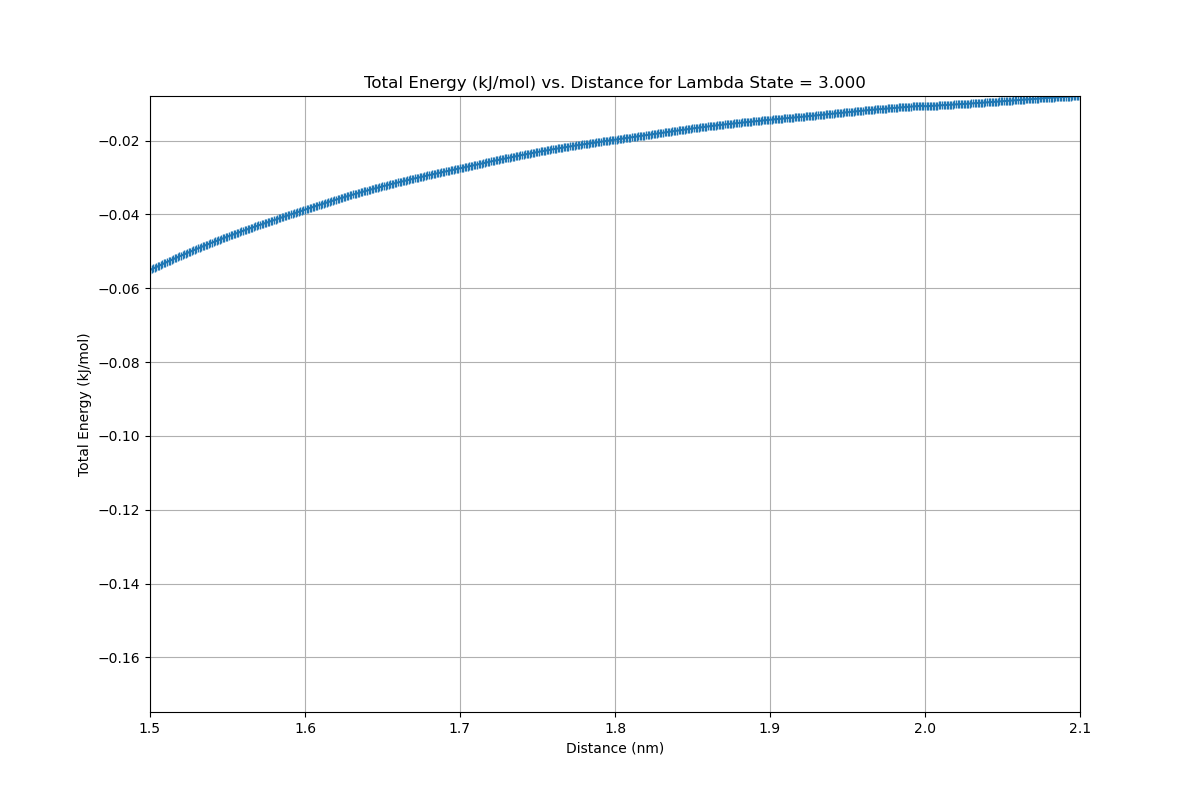 Total Energy (kJ/mol) vs. Distance for Lambda State = 3.000
−0.02
−0.04
−0.06
−0.08
−0.10
−0.12
−0.14
−0.16
Total Energy (kJ/mol)
1.5 1.6 1.7 1.8 1.9 2.0 2.1
Distance (nm)